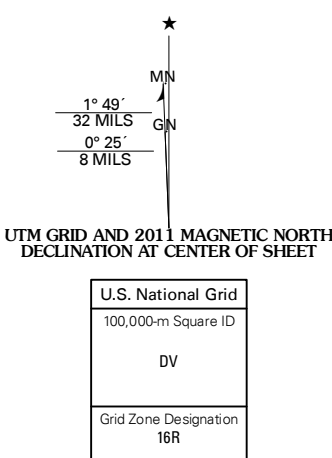 ★
MN
1° 49´
32 MILS
GN
0° 25´
8 MILS
UTM GRID AND 2011 MAGNETIC NORTH
DECLINATION AT CENTER OF SHEET
U.S. National Grid
100,000-m Square ID
DV
Grid Zone Designation
16R